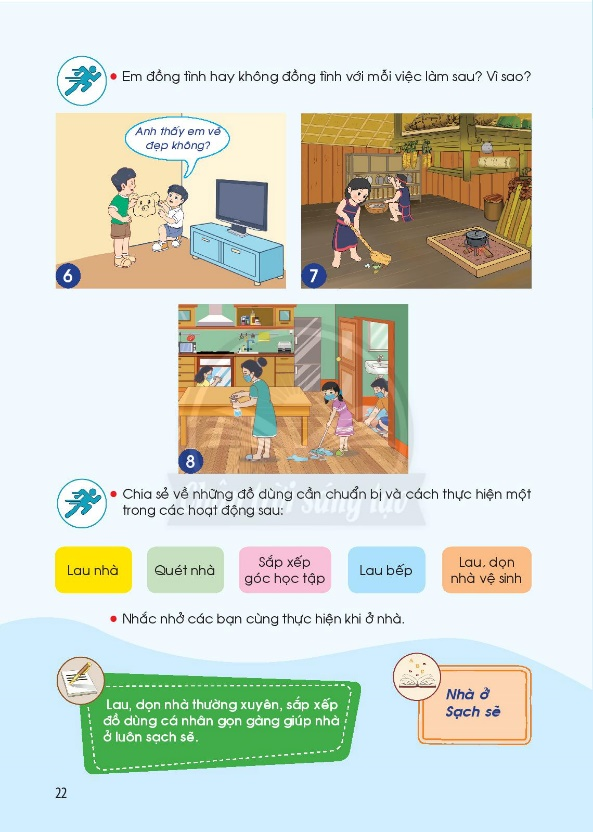 • Em đồng tình hay không đồng tình với mỗi việc làm sau? Vì sao?
Anh thấy em vẽ
đẹp không?
6
7
8
• Chia sẻ về những đồ dùng cần chuẩn bị và cách thực hiện một
trong các hoạt động sau:
Lau nhà
Quét nhà
Sắp xếp
góc học tập
Lau bếp
Lau, dọn
nhà vệ sinh
• Nhắc nhở các bạn cùng thực hiện khi ở nhà.
Lau, dọn nhà thường xuyên, sắp xếp
đồ dùng cá nhân gọn gàng giúp nhà
ở luôn sạch sẽ.
Nhà ở
Sạch sẽ
22
Chân trời sáng tạo